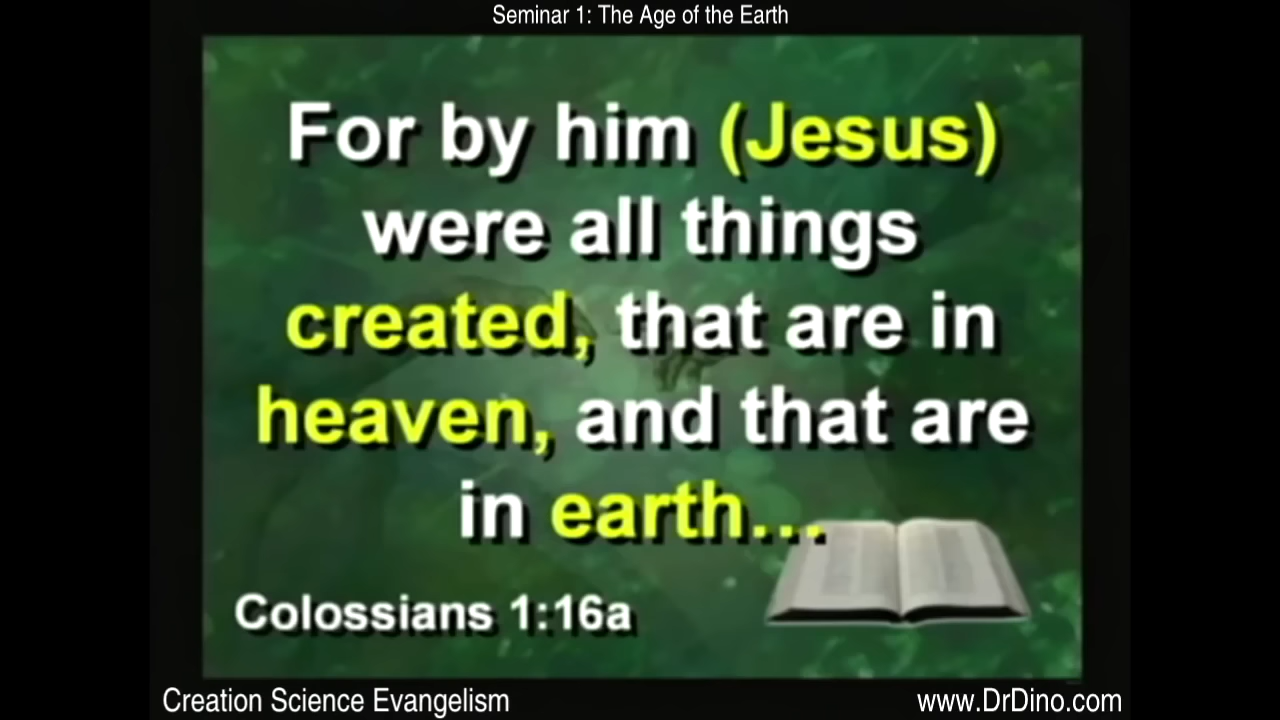 Seminar 1: The Age of the Earth
For by him (Jesus)
were all things
created, that are in
heaven, and that are
in earth...
Colossians 1:16a
Creation Science Evangelism
www.DrDino.com